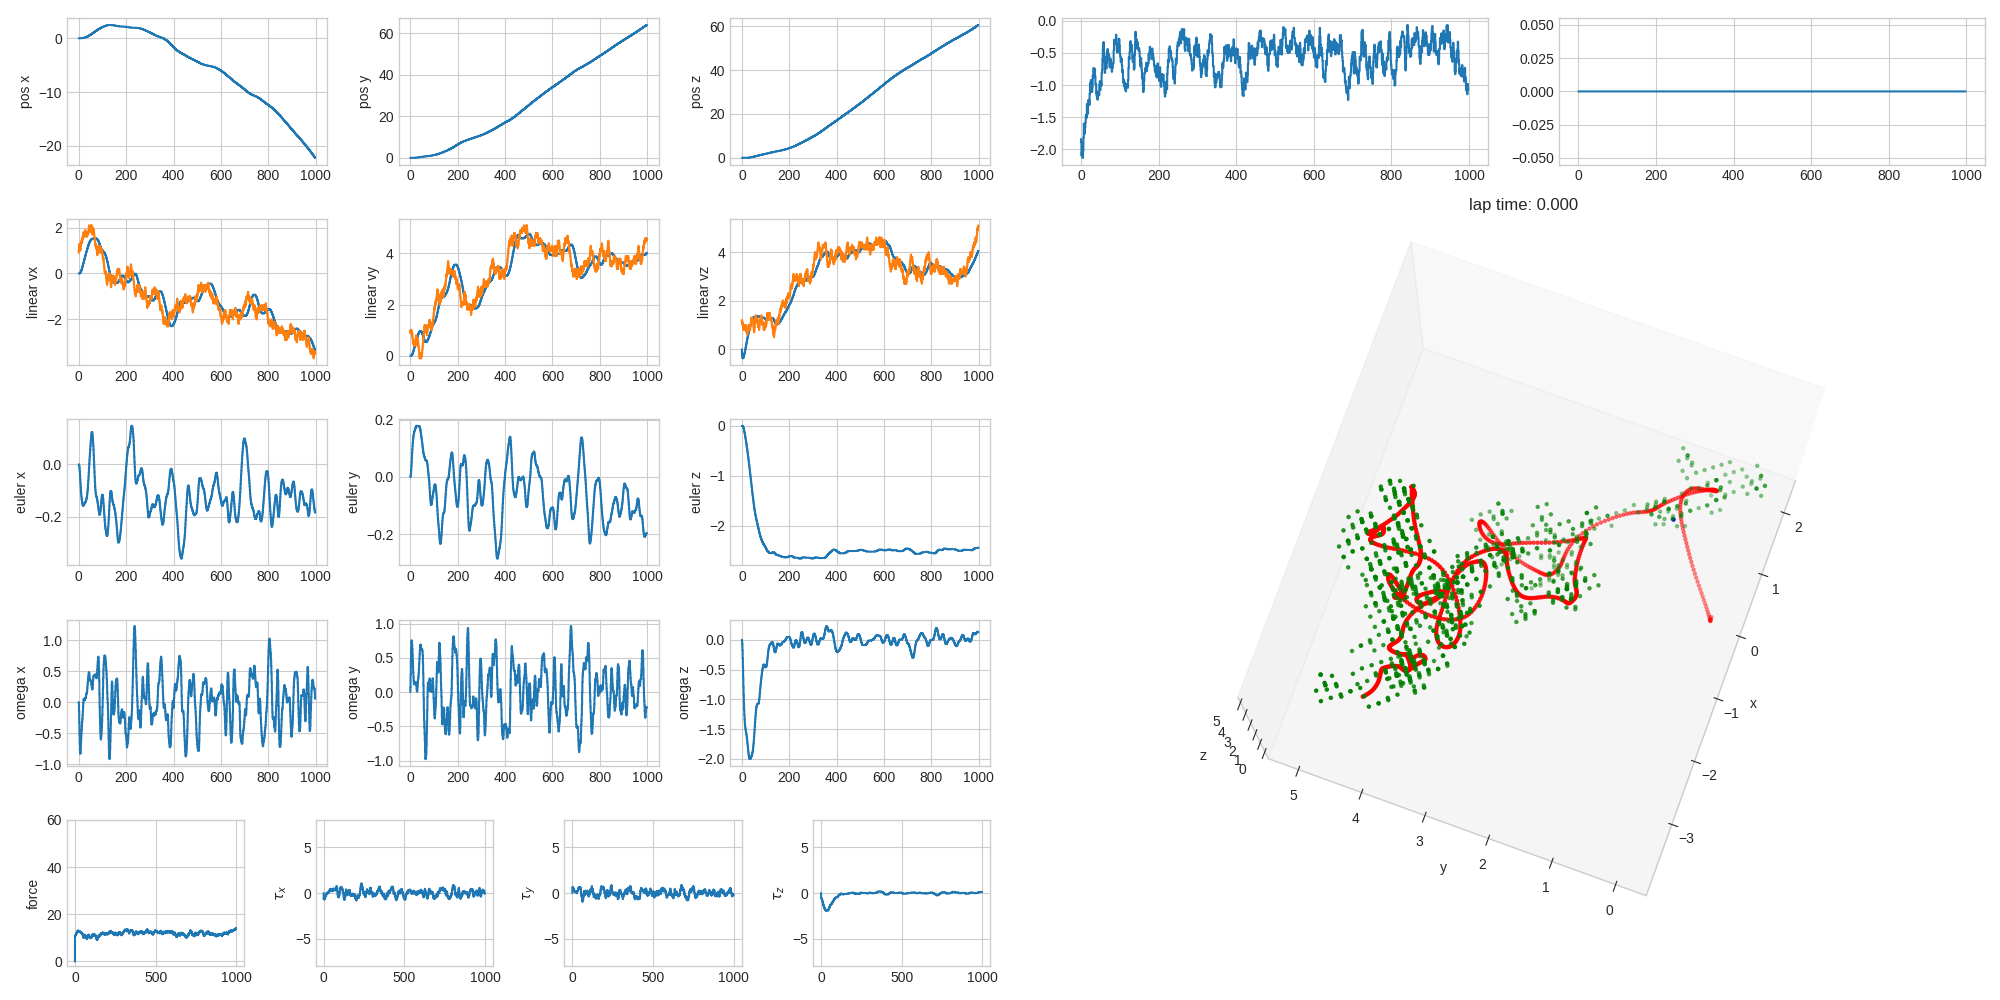 0
−10
−20
pos x
0 200 400 600 800 1000
60
40
20
0
pos y
0 200 400 600 800 1000
60
40
20
0
pos z
0 200 400 600 800 1000
0.0
−0.5
−1.0
−1.5
−2.0
0 200 400 600 800 1000
0.050
0.025
0.000
−0.025
−0.050
0 200 400 600 800 1000
2
0
−2
linear vx
0 200 400 600 800 1000
4
2
0
linear vy
0 200 400 600 800 1000
4
2
0
linear vz
0 200 400 600 800 1000
lap time: 0.000
0.0
−0.2
euler x
0 200 400 600 800 1000
0.2
0.0
−0.2
euler y
0 200 400 600 800 1000
0
−1
−2
euler z
0 200 400 600 800 1000
1.0
0.5
0.0
−0.5
−1.0
omega x
0 200 400 600 800 1000
1.0
0.5
0.0
−0.5
−1.0
omega y
0 200 400 600 800 1000
0.0
−0.5
−1.0
−1.5
−2.0
omega z
0 200 400 600 800 1000
60
40
20
0
force
0 500 1000
5
0
−5
τx
0 500 1000
5
0
−5
τy
0 500 1000
5
0
−5
τz
0 500 1000
2
1
0
−1
−2
−3
x
5
4
3
2
1
0
y
5
4
3
2
1
0
z